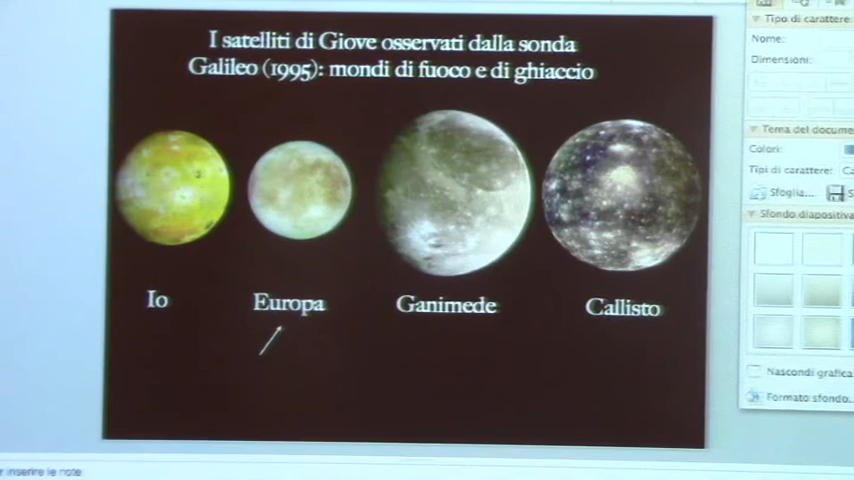 I satelliti di Giove osservati dalla sonda
Galileo (1995): mondi di fuoco e di ghiaccio
Io
Europa
Ganimede
Callisto
Tipo di carattere:
Nome:
Dimensioni:
Tema del docume
Colori:
Tipi di carattere: Ca
Sfoglia... S
Sfondo diapositiva
Nascondi grafica
Formato sfondo...
r inserire le note